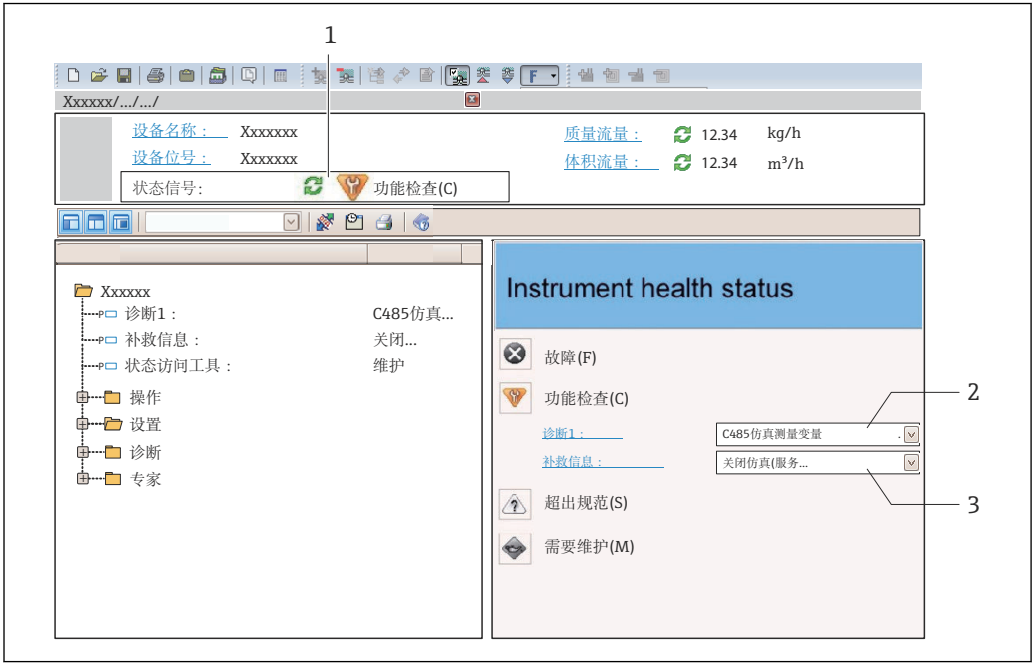 1
F
Xxxxxx/.../.../
设备名称： Xxxxxxx 质量流量： 12.34 kg/h
设备位号： Xxxxxxx 体积流量： 12.34 m³/h
状态信号: 功能检查(C)
Instrument health status
Xxxxxx
P 诊断1： C485仿真...
P 补救信息： 关闭...
P 状态访问工具： 维护
操作
设置
诊断
专家
故障(F)
功能检查(C)
诊断1： C485仿真测量变量 .
补救信息： 关闭仿真(服务...
超出规范(S)
需要维护(M)
2
3